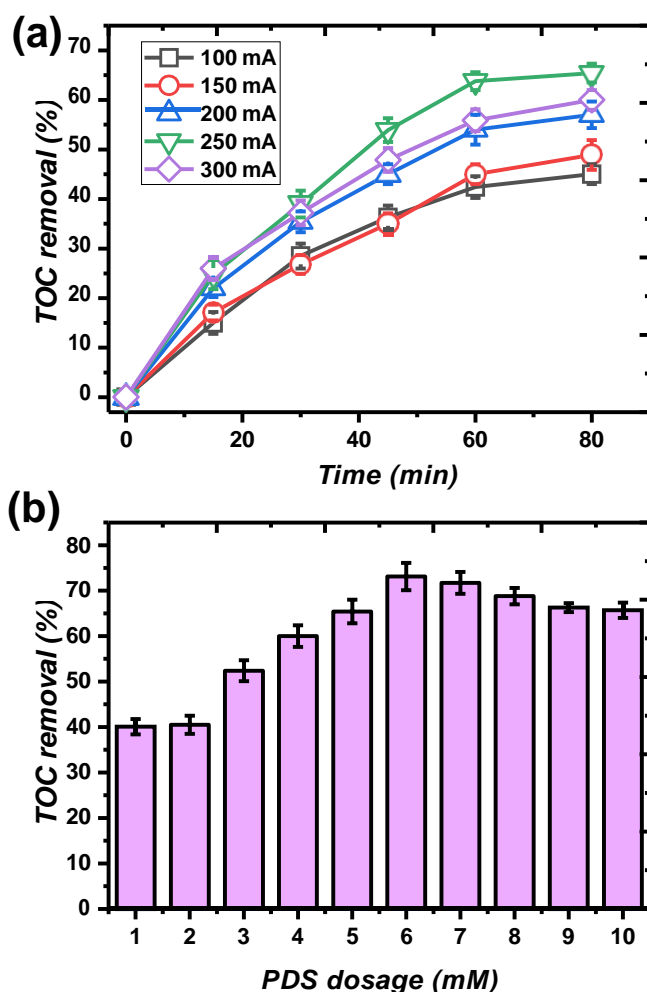 (a)
70
60
50
40
30
20
10
0
TOC removal (%)
100 mA
150 mA
200 mA
250 mA
300 mA
0 20 40 60 80
Time (min)
(b)
80
70
60
50
40
30
20
10
0
TOC removal (%)
1 2 3 4 5 6 7 8 9 10
PDS dosage (mM)